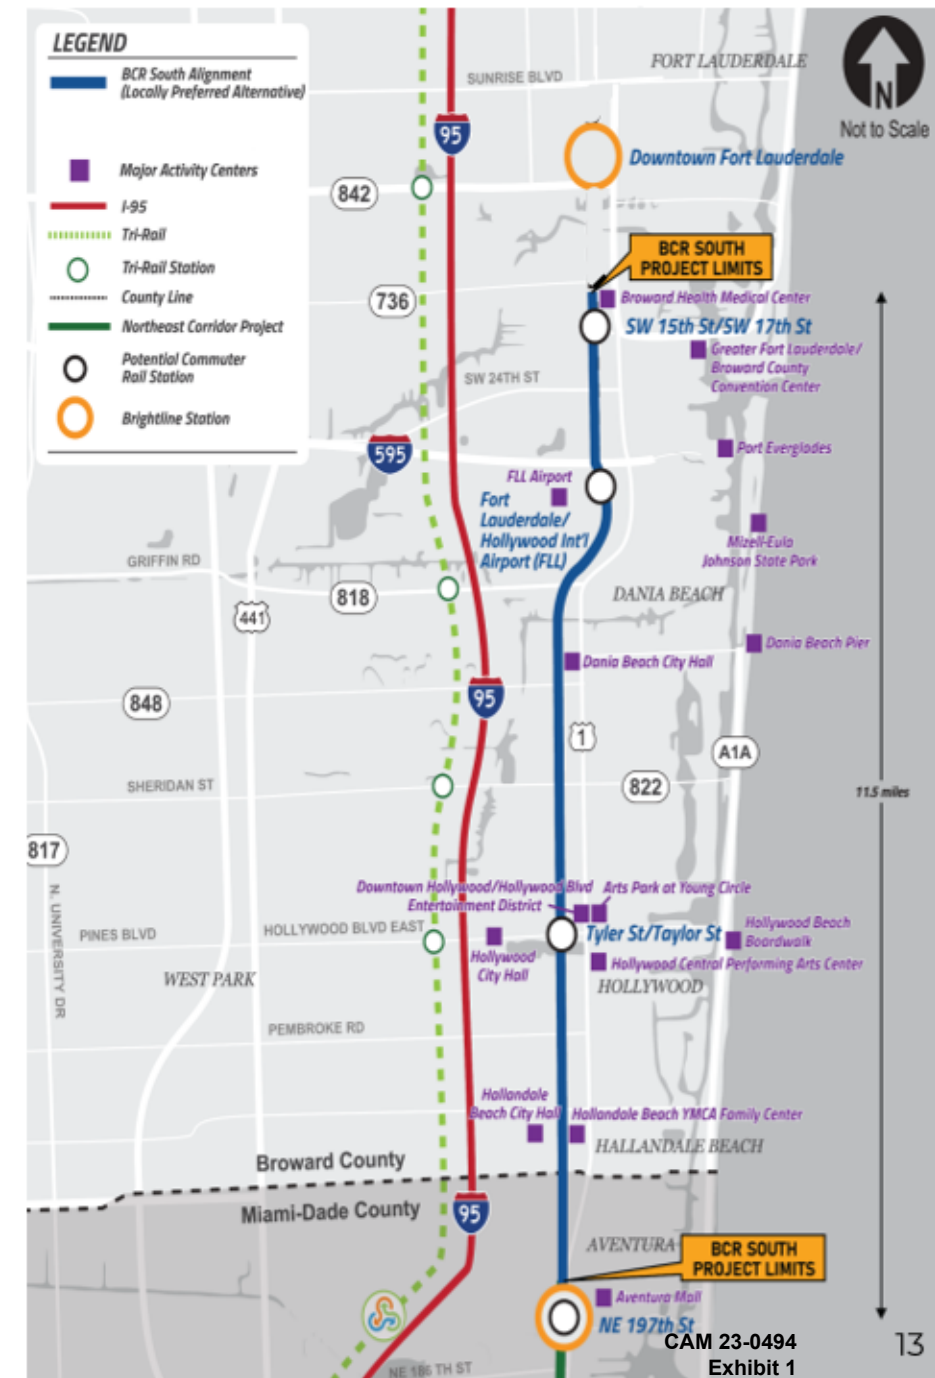 LEGEND
BCR South Alignment
(Locally Preferred Alternative)
Major Activity Centers
I-95
Tri-Rail
Tri-Rail Station
County Line
Northeast Corridor Project
Potential Commuter
Rail Station
Brightline Station
FORT LAUDERDALE
SUNRISE BLVD
N
Not to Scale
95
Downtown Fort Lauderdale
842
BCR SOUTH
PROJECT LIMITS
736
Broward Health Medical Center
SW 15th St/SW 17th St
Greater Fort Lauderdale/
Broward County
Convention Center
SW 24TH ST
595
Port Everglades
FLL Airport
Fort
Lauderdale/
Hollywood Int'l
Airport (FLL)
Mizell-Eula
Johnson State Park
GRIFFIN RD
818
DANIA BEACH
441
Dania Beach Pier
Dania Beach City Hall
95
848
1
A1A
SHERIDAN ST
822
11.5 miles
817
Downtown Hollywood/Hollywood Blvd
Entertainment District
Arts Park at Young Circle
N. UNIVERSITY DR
PINES BLVD
HOLLYWOOD BLVD EAST
Tyler St/Taylor St
Hollywood Beach
Boardwalk
Hollywood
City Hall
Hollywood Central Performing Arts Center
WEST PARK
HOLLYWOOD
PEMBROKE RD
Hallandale
Beach City Hall
Hallandale Beach YMCA Family Center
HALLANDALE BEACH
Broward County
Miami-Dade County
95
AVENTURA
BCR SOUTH
PROJECT LIMITS
Aventura Mall
NE 197th St
CAM 23-0494
Exhibit 1
13
NE 186 TH ST